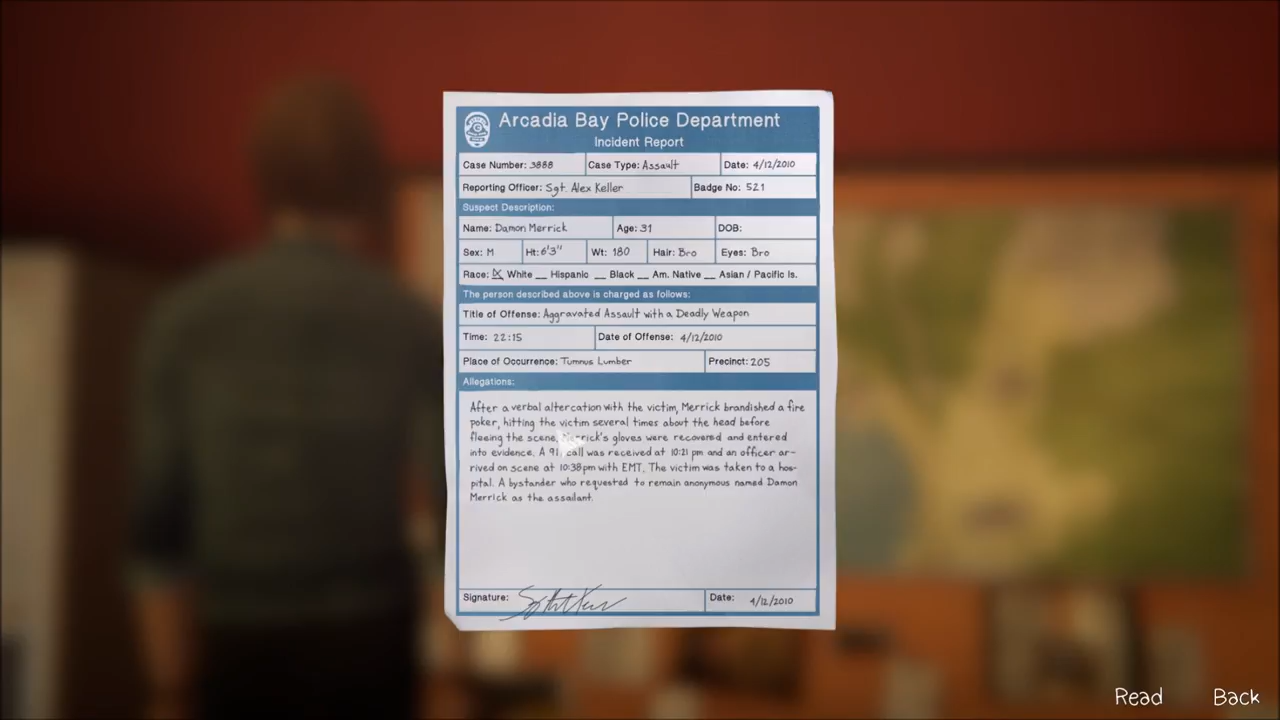 Arcadia Bay Police Department
Incident Report
Case Number: 3888 Case Type: Assault Date: 4/12/2010
Reporting Officer: Sgt. Alex Keller Badge No: 521
Suspect Description:
Name: Damon Merrick Age: 31 DOB:
Sex: M Ht: 6'3" Wt: 180 Hair: Bro Eyes: Bro
Race: X White __ Hispanic __ Black __ Am. Native __ Asian / Pacific Is.
The person described above is charged as follows:
Title of Offense: Aggravated Assault with a Deadly Weapon
Time: 22:15 Date of Offense: 4/12/2010
Place of Occurrence: Tumnus Lumber Precinct: 205
Allegations:
After a verbal altercation with the victim, Merrick brandished a fire
poker, hitting the victim several times about the head before
fleeing the scene. Merrick's gloves were recovered and entered
into evidence. A 911 call was received at 10:21 pm and an officer ar-
rived on scene at 10:38pm with EMT. The victim was taken to a hos-
pital. A bystander who requested to remain anonymous named Damon
Merrick as the assailant.
Signature: Date: 4/12/2010
Read Back